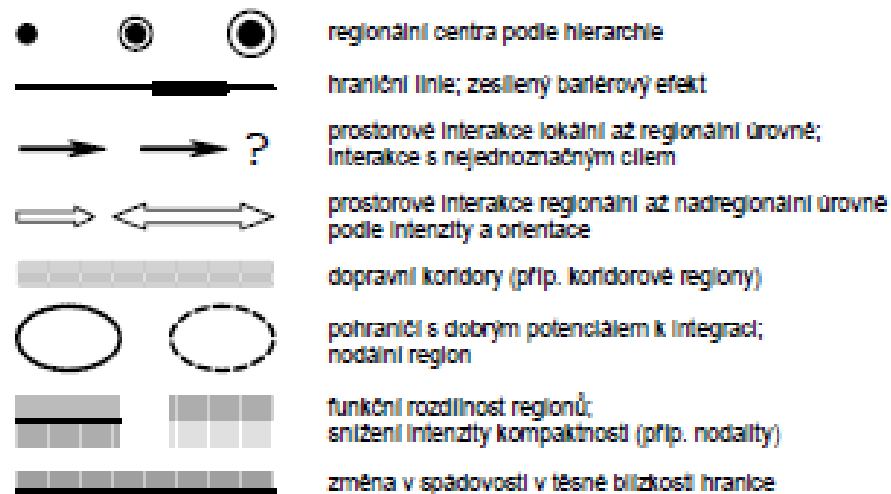 regionální centra podle hierarchie
hraniční linie; zesílený bariérový efekt
prostorové interakce lokální až regionální úrovně;
interakce s nejednoznačným cílem
?
prostorové interakce regionální až nadregionální úrovně
podle intenzity a orientace
dopravní koridory (příp. koridorové regiony)
pohraničí s dobrým potenciálem k integraci;
nodální region
funkční rozdílnost regionů;
snížení intenzity kompaktnosti (příp. nodality)
změna v spádovosti v těsné blízkosti hranice